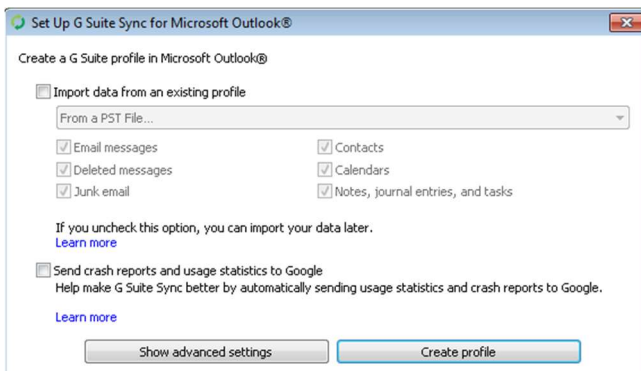 Set Up G Suite Sync for Microsoft Outlook®
Create a G Suite profile in Microsoft Outlook®
Import data from an existing profile
From a PST File...
Email messages
Contacts
Deleted messages
Calendars
Junk email
Notes, journal entries, and tasks
If you uncheck this option, you can import your data later.
Learn more
Send crash reports and usage statistics to Google
Help make G Suite Sync better by automatically sending usage statistics and crash reports to Google.
Learn more
Show advanced settings
Create profile